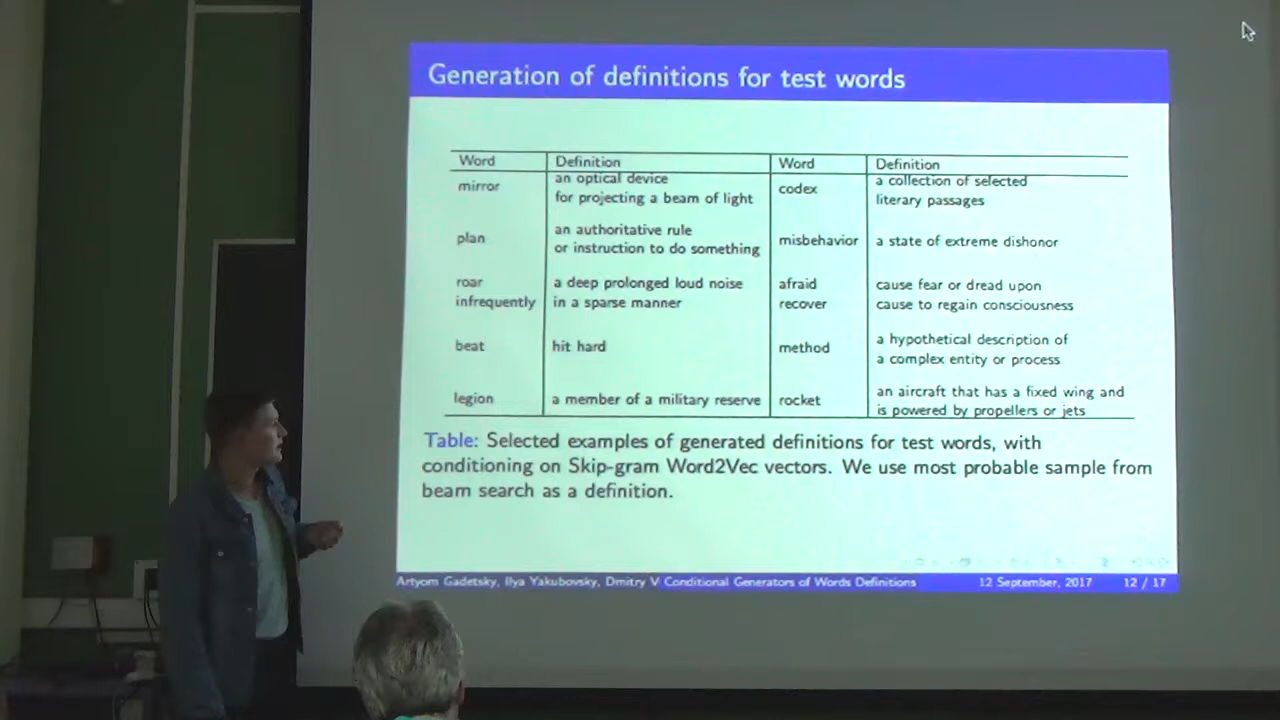 Generation of definitions for test words
Word Definition Word Definition
mirror an optical device
for projecting a beam of light codex a collection of selected
literary passages
plan an authoritative rule
or instruction to do something misbehavior a state of extreme dishonor
roar a deep prolonged loud noise afraid cause fear or dread upon
infrequently in a sparse manner recover cause to regain consciousness
beat hit hard method a hypothetical description of
a complex entity or process
legion a member of a military reserve rocket an aircraft that has a fixed wing and
is powered by propellers or jets
Table: Selected examples of generated definitions for test words, with
conditioning on Skip-gram Word2Vec vectors. We use most probable sample from
beam search as a definition.
Artyom Gadetsky, Ilya Yakubovsky, Dmitry V Conditional Generators of Words Definitions 12 September, 2017 12 / 17